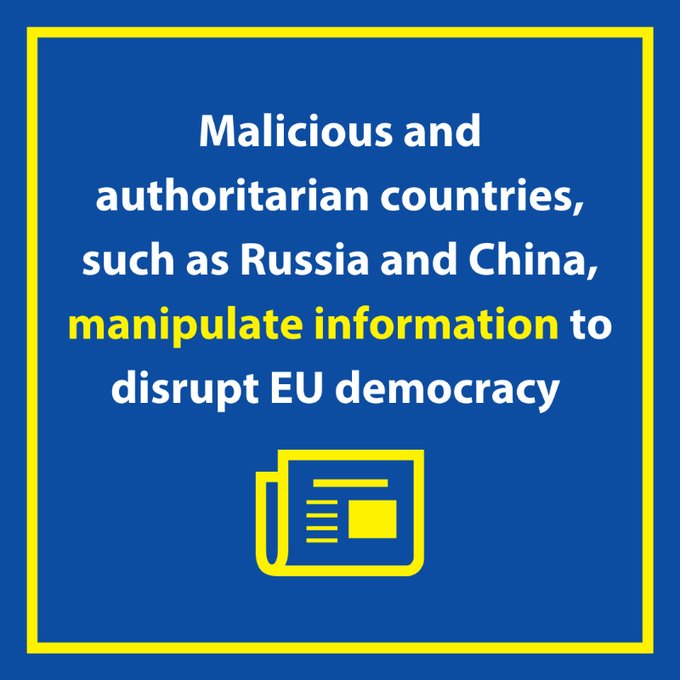 Malicious and
authoritarian countries,
such as Russia and China,
manipulate information to
disrupt EU democracy